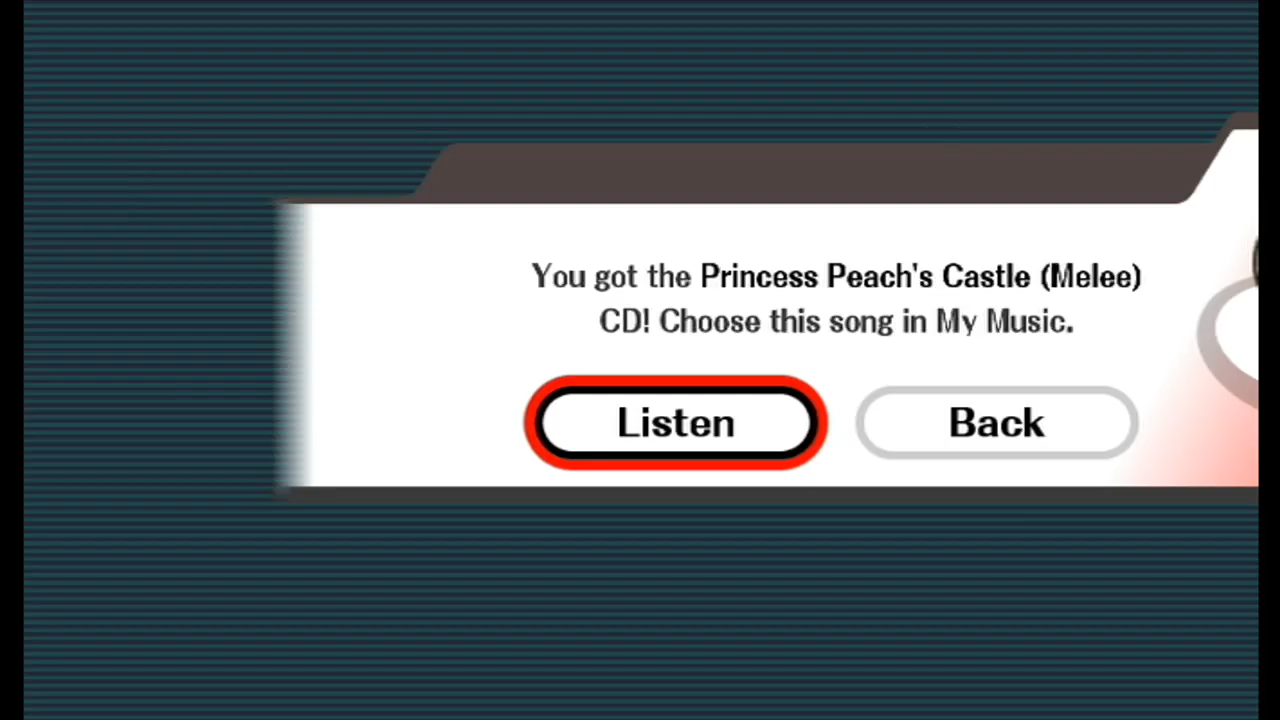 You got the Princess Peach's Castle (Melee)
CD! Choose this song in My Music.
Listen Back